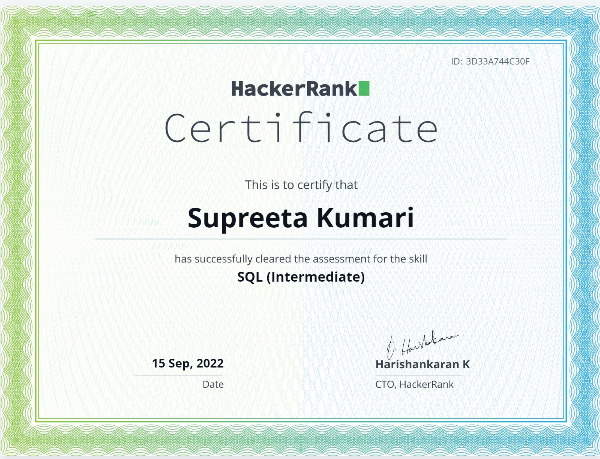 ID: 3D33A744C30F
HackerRank
Certificate
This is to certify that
Supreeta Kumari
has successfully cleared the assessment for the skill
SQL (Intermediate)
15 Sep, 2022
Date
Harishankaran K
CTO, HackerRank